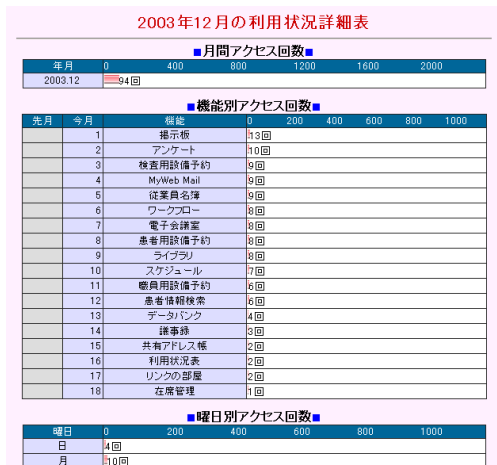 2003年12月の利用状況詳細表
■月間アクセス回数■
年月 0 400 800 1200 1600 2000
2003.12 94回
■機能別アクセス回数■
先月 今月 機能 0 200 400 600 800 1000
1 掲示板 13回
2 アンケート 10回
3 検査用設備予約 9回
4 MyWeb Mail 9回
5 従業員名簿 9回
6 ワークフロー 8回
7 電子会議室 8回
8 患者用設備予約 8回
9 ライブラリ 8回
10 スケジュール 7回
11 職員用設備予約 6回
12 患者情報検索 6回
13 データバンク 4回
14 議事録 3回
15 共有アドレス帳 2回
16 利用状況表 2回
17 リンクの部屋 2回
18 在席管理 1回
■曜日別アクセス回数■
曜日 0 200 400 600 800 1000
日 4回
月 10回